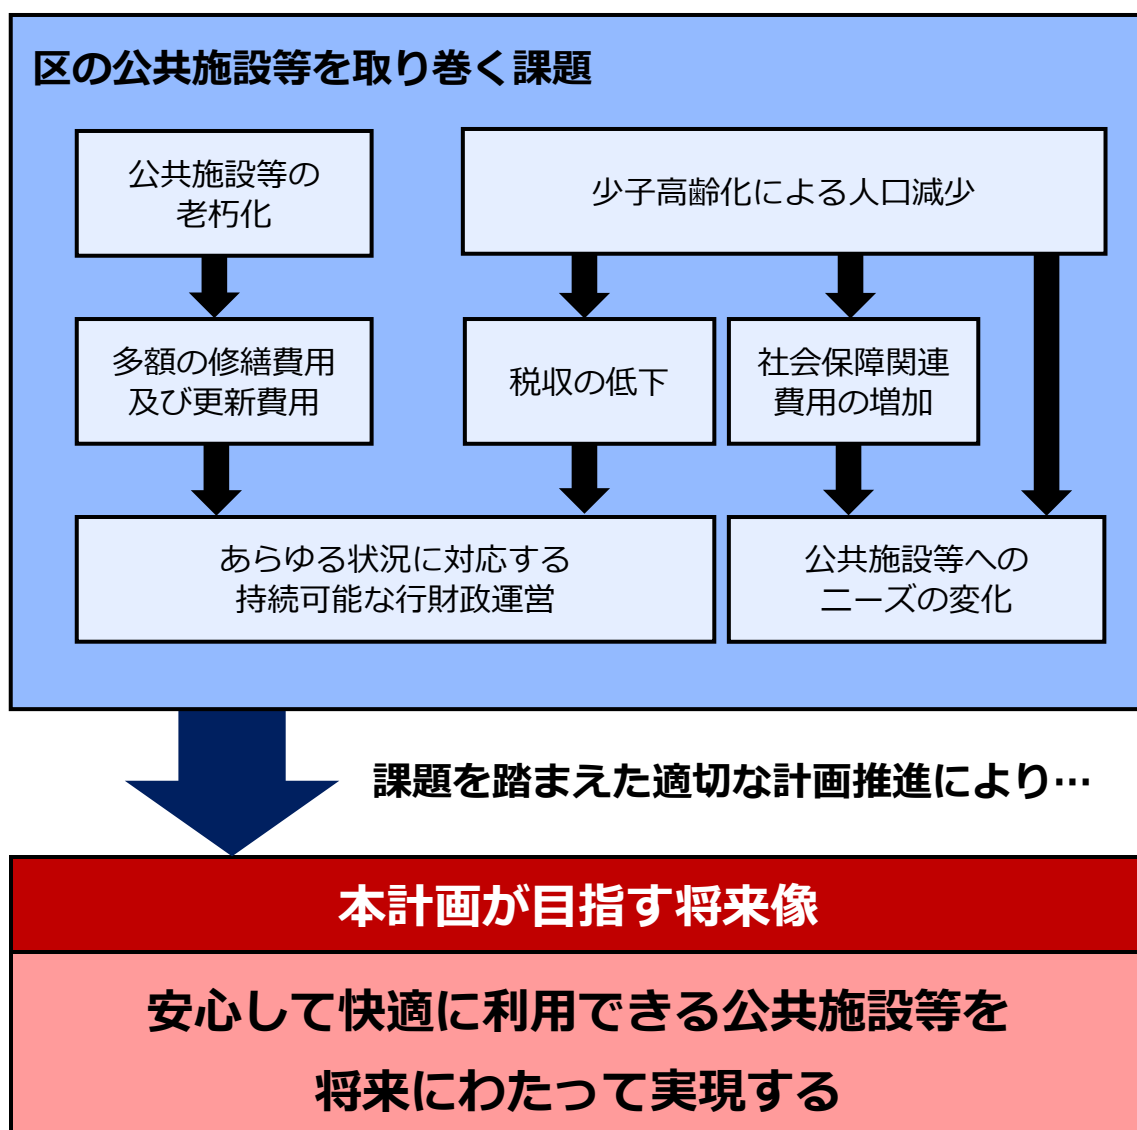 区の公共施設等を取り巻く課題
公共施設等の
老朽化
少子高齢化による人口減少
多額の修繕費用
及び更新費用
税収の低下
社会保障関連
費用の増加
あらゆる状況に対応する
持続可能な行財政運営
公共施設等への
ニーズの変化
課題を踏まえた適切な計画推進により…
本計画が目指す将来像
安心して快適に利用できる公共施設等を
将来にわたって実現する